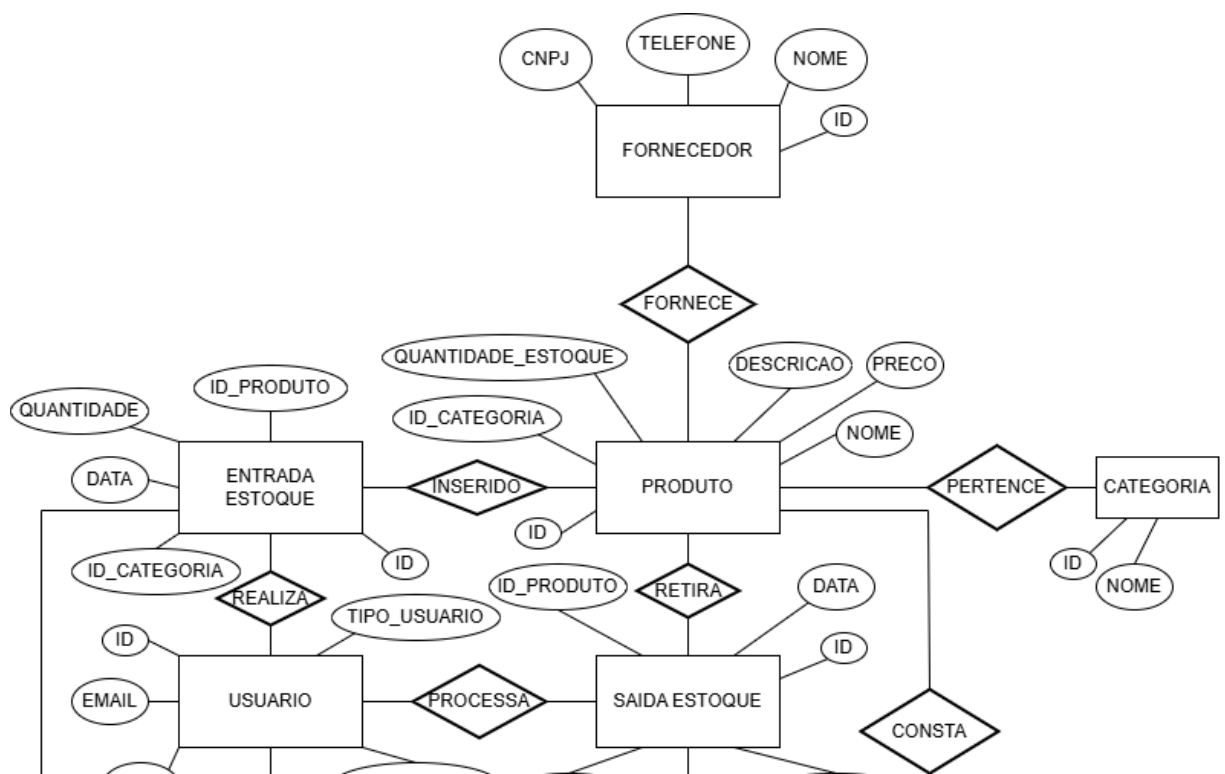 TELEFONE
CNPJ
NOME
ID
FORNECEDOR
FORNECE
QUANTIDADE_ESTOQUE
DESCRICAO
PRECO
ID_PRODUTO
QUANTIDADE
ID_CATEGORIA
NOME
DATA
ENTRADA
ESTOQUE
INSERIDO
PRODUTO
PERTENCE
CATEGORIA
ID
ID_CATEGORIA
ID
ID
NOME
REALIZA
ID_PRODUTO
RETIRA
DATA
TIPO_USUARIO
ID
ID
EMAIL
USUARIO
PROCESSA
SAIDA ESTOQUE
CONSTA